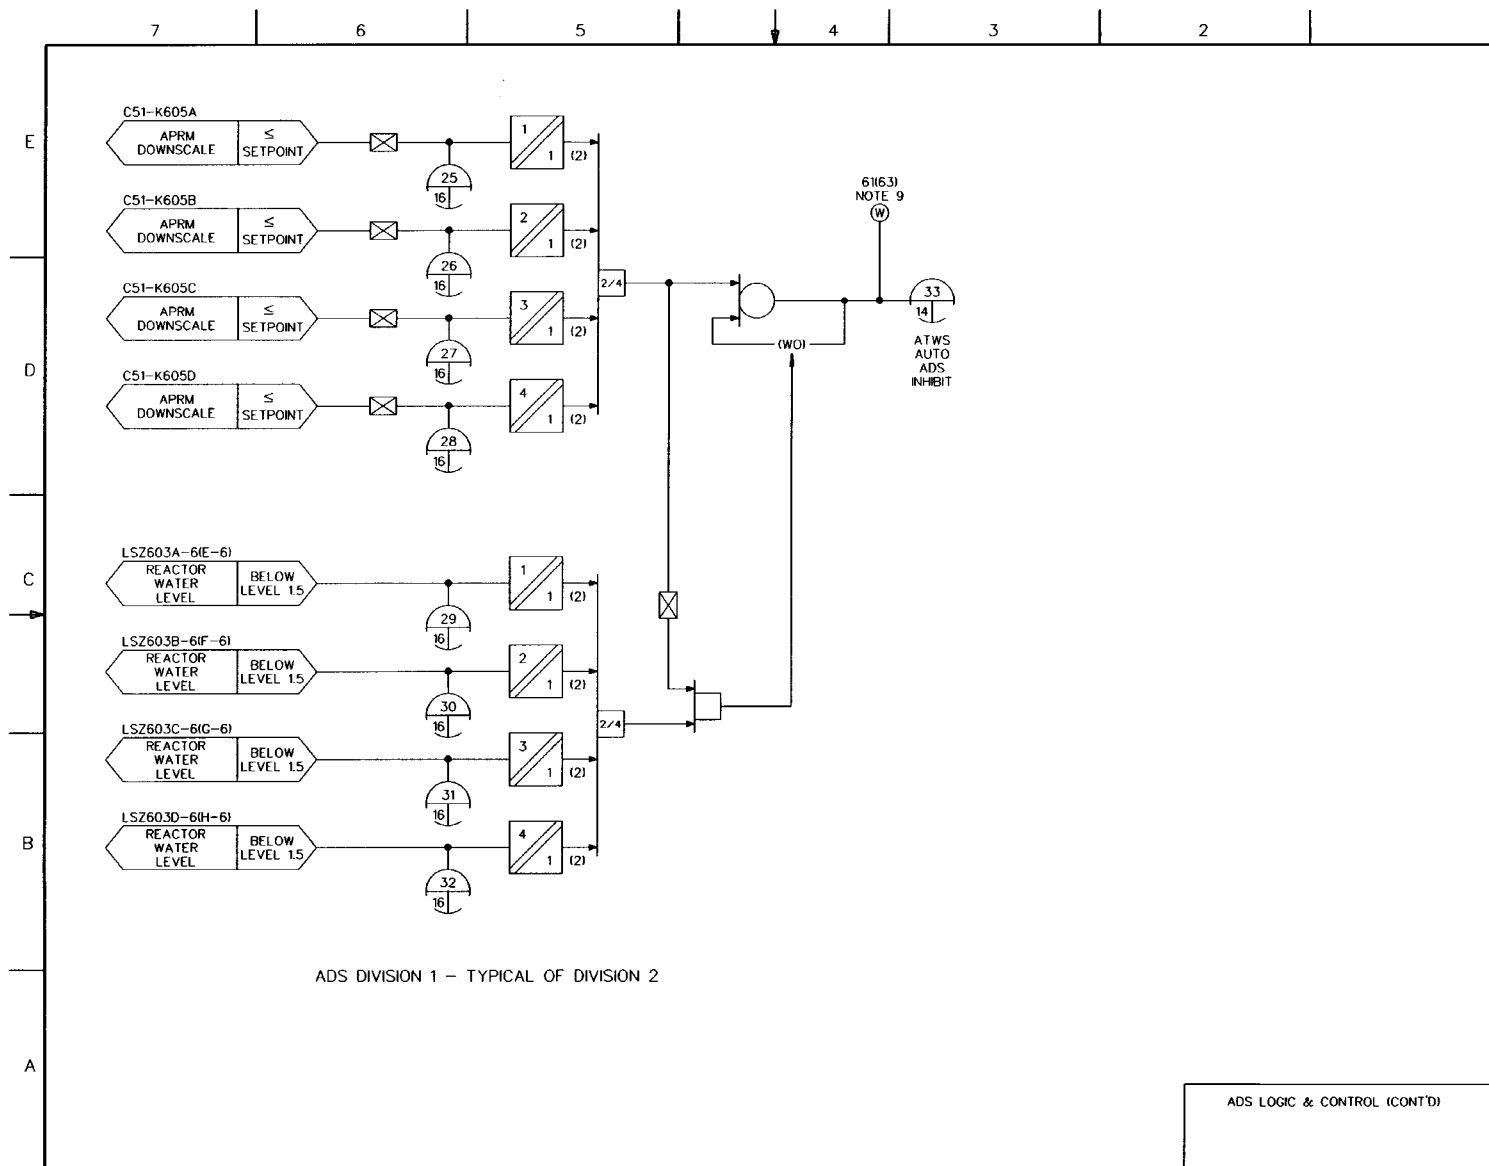 7 6 5 4 3 2
E
D
C
B
A
C51-K605A
APRM
DOWNSCALE
≤
SETPOINT
25
16
1
1
(2)
C51-K605B
APRM
DOWNSCALE
≤
SETPOINT
26
16
2
1
(2)
C51-K605C
APRM
DOWNSCALE
≤
SETPOINT
27
16
3
1
(2)
C51-K605D
APRM
DOWNSCALE
≤
SETPOINT
28
16
4
1
(2)
2/4
(WO)
61(63)
NOTE 9
W
33
14
ATWS
AUTO
ADS
INHIBIT
LSZ603A-6(E-6)
REACTOR
WATER
LEVEL
BELOW
LEVEL 1.5
29
16
1
1
(2)
LSZ603B-6(F-6)
REACTOR
WATER
LEVEL
BELOW
LEVEL 1.5
30
16
2
1
(2)
2/4
LSZ603C-6(G-6)
REACTOR
WATER
LEVEL
BELOW
LEVEL 1.5
31
16
3
1
(2)
LSZ603D-6(H-6)
REACTOR
WATER
LEVEL
BELOW
LEVEL 1.5
32
16
4
1
(2)
ADS DIVISION 1 – TYPICAL OF DIVISION 2
ADS LOGIC & CONTROL (CONT'D)